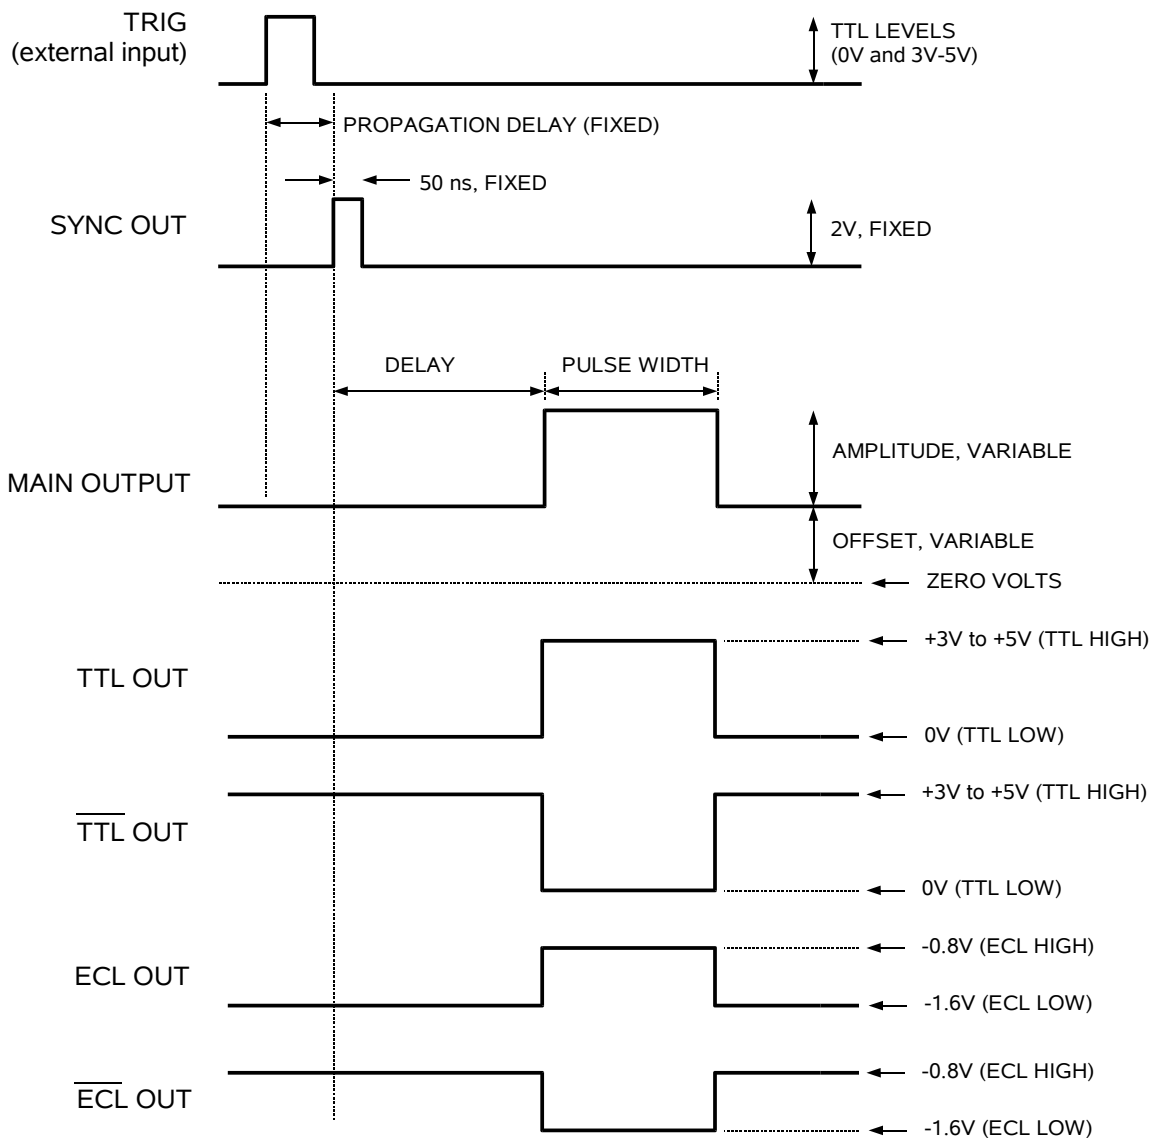 TRIG
(external input)
TTL LEVELS
(0V and 3V-5V)
PROPAGATION DELAY (FIXED)
50 ns, FIXED
SYNC OUT
2V, FIXED
DELAY
PULSE WIDTH
AMPLITUDE, VARIABLE
MAIN OUTPUT
OFFSET, VARIABLE
ZERO VOLTS
+3V to +5V (TTL HIGH)
TTL OUT
0V (TTL LOW)
+3V to +5V (TTL HIGH)
T̅T̅L̅ OUT
0V (TTL LOW)
-0.8V (ECL HIGH)
ECL OUT
-1.6V (ECL LOW)
-0.8V (ECL HIGH)
E̅C̅L̅ OUT
-1.6V (ECL LOW)